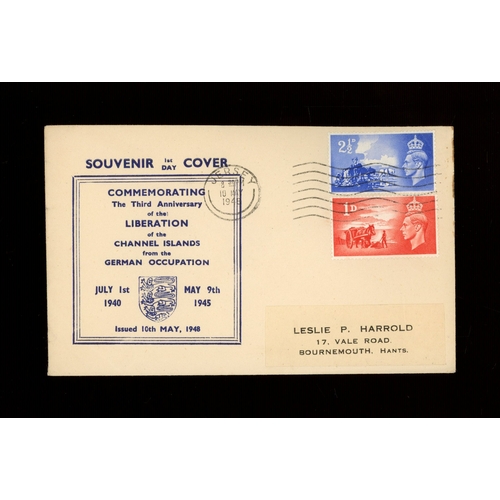 SOUVENIR 1st DAY COVER
COMMEMORATING
The Third Anniversary
of the:
LIBERATION
of the
CHANNEL ISLANDS
from the
GERMAN OCCUPATION
JULY 1st MAY 9th
1940 1945
Issued 10th MAY, 1948
JERSEY
10 MY
2½D
1D
LESLIE P. HARROLD
17, VALE ROAD
BOURNEMOUTH, HANTS.